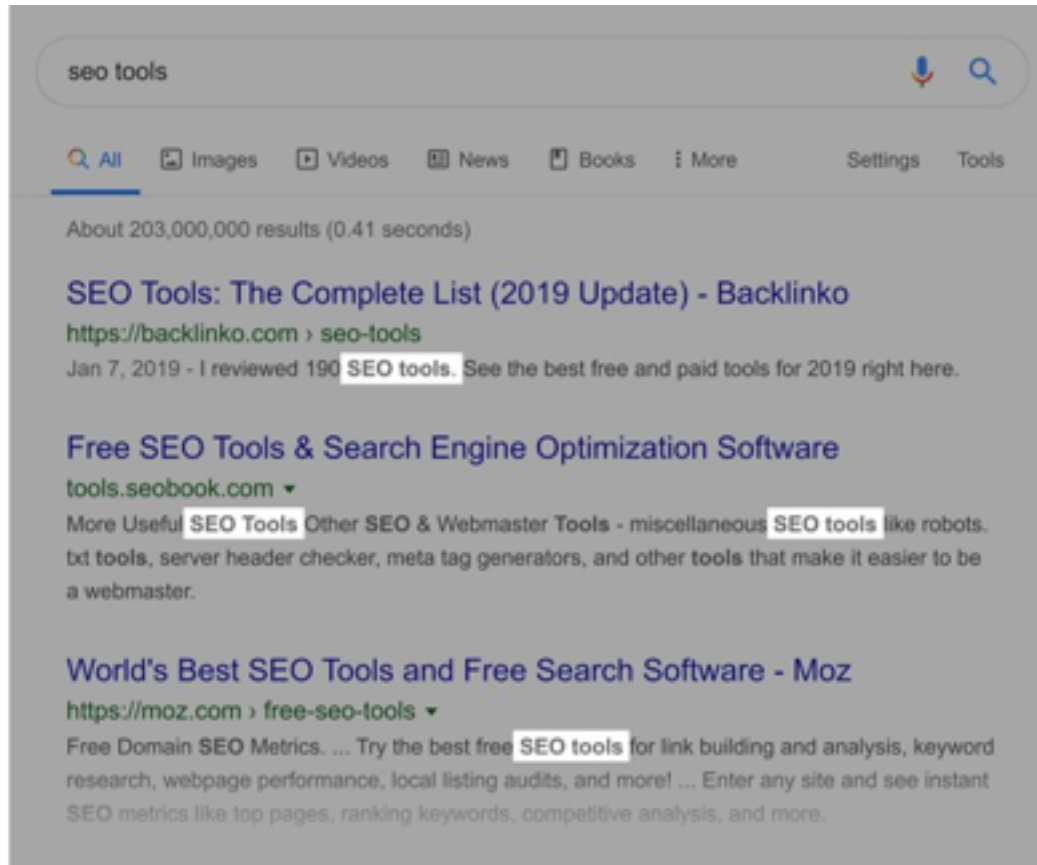 seo tools
All Images Videos News Books More Settings Tools
About 203,000,000 results (0.41 seconds)
SEO Tools: The Complete List (2019 Update) - Backlinko
https://backlinko.com › seo-tools
Jan 7, 2019 - I reviewed 190 SEO tools. See the best free and paid tools for 2019 right here.
Free SEO Tools & Search Engine Optimization Software
tools.seobook.com
More Useful SEO Tools Other SEO & Webmaster Tools - miscellaneous SEO tools like robots.
txt tools, server header checker, meta tag generators, and other tools that make it easier to be
a webmaster.
World's Best SEO Tools and Free Search Software - Moz
https://moz.com › free-seo-tools
Free Domain SEO Metrics. ... Try the best free SEO tools for link building and analysis, keyword
research, webpage performance, local listing audits, and more! ... Enter any site and see instant
SEO metrics like top pages, ranking keywords, competitive analysis, and more.